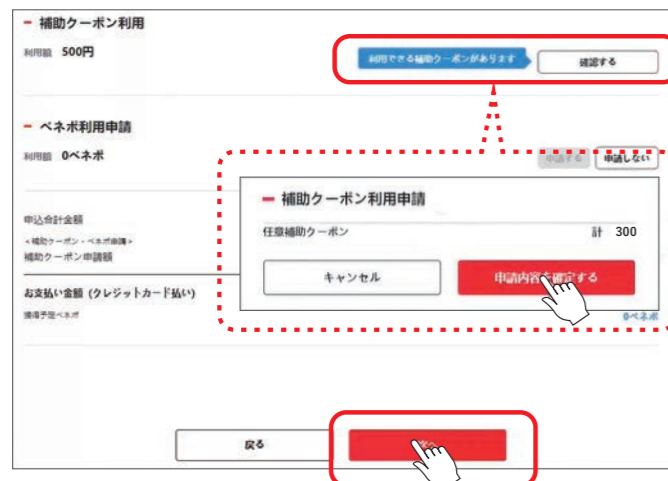 補助クーポン利用
利用額 500円
利用できる補助クーポンがあります
確認する
ベネポ利用申請
利用額 0ベネポ
申請する 申請しない
補助クーポン利用申請
任意補助クーポン 計 300
キャンセル 申請内容を確定する
申込合計金額
<補助クーポン・ベネポ申請>
補助クーポン申請額
お支払い金額 (クレジットカード払い)
獲得予定ベネポ 0ベネポ
戻る